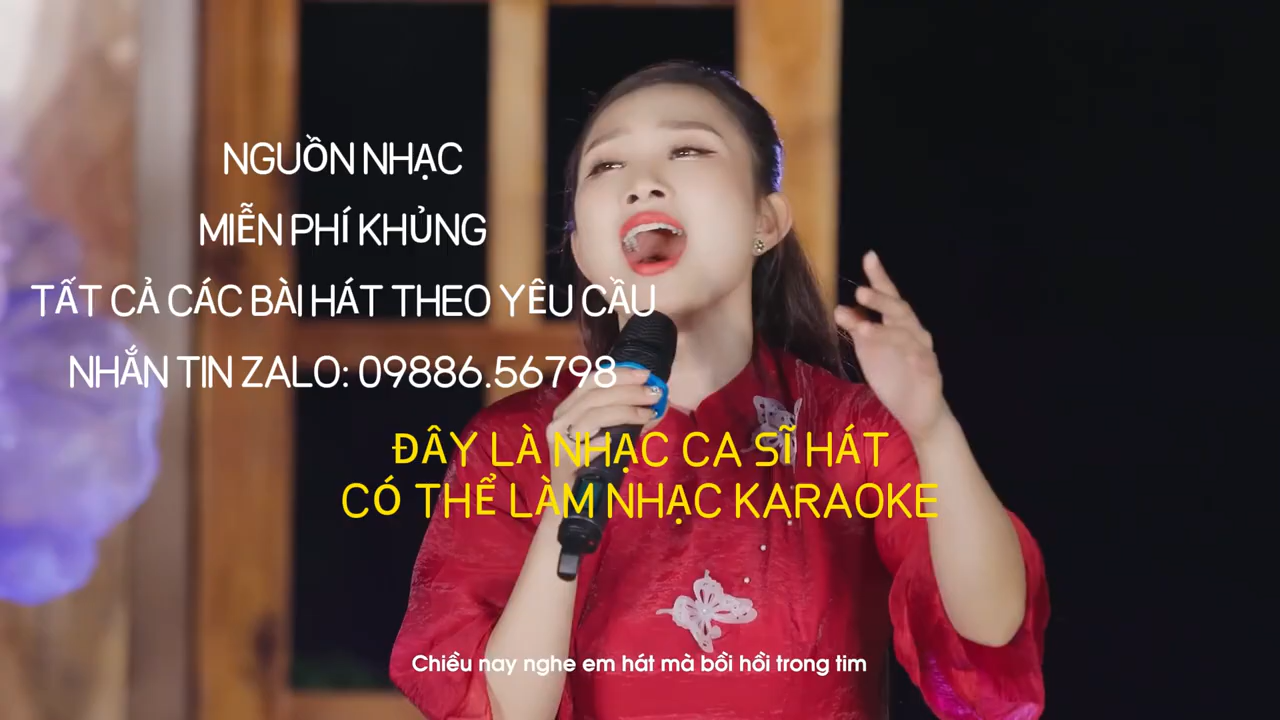 NGUỒN NHẠC
MIỄN PHÍ KHỦNG
TẤT CẢ CÁC BÀI HÁT THEO YÊU CẦU
NHẮN TIN ZALO: 09886.56798
ĐÂY LÀ NHẠC CA SĨ HÁT
CÓ THỂ LÀM NHẠC KARAOKE
Chiều nay nghe em hát mà bồi hồi trong tim